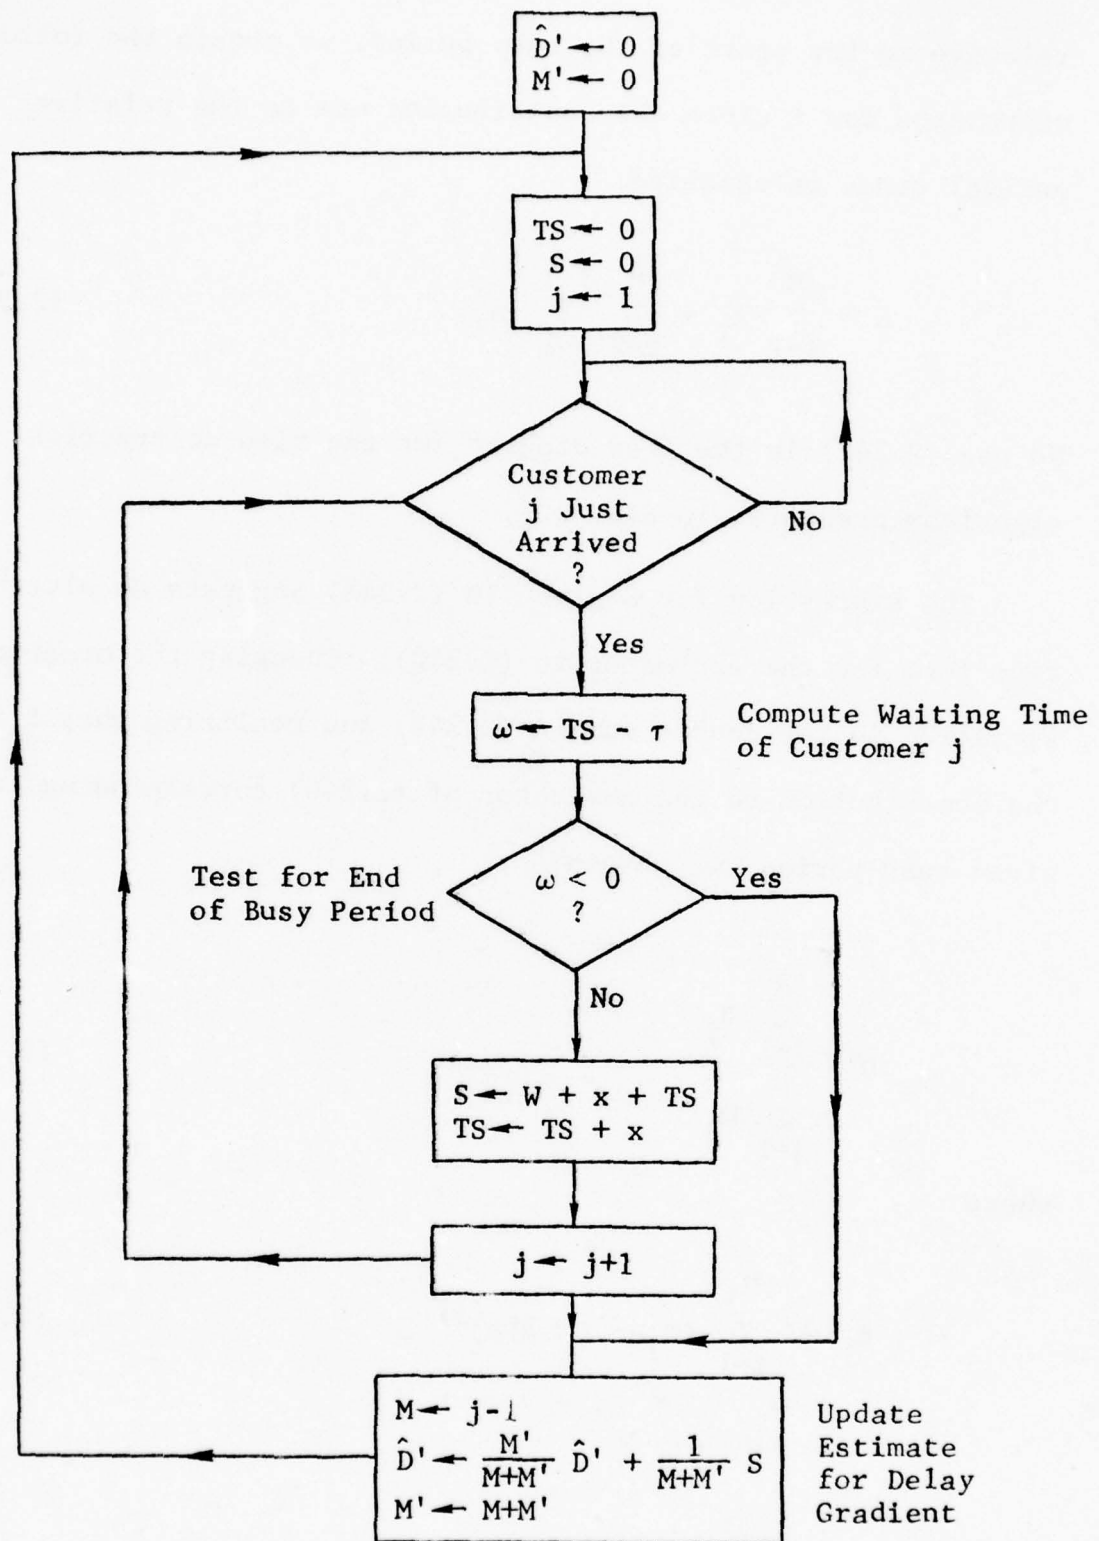 D̂'← 0
M'← 0
TS← 0
S← 0
j← 1
Customer
j Just
Arrived
?
No
Yes
ω← TS - τ
Compute Waiting Time
of Customer j
Test for End
of Busy Period
ω < 0
?
Yes
No
S← W + x + TS
TS← TS + x
j← j+1
M← j-1
D̂'← M'/(M+M') D̂' + 1/(M+M') S
M'← M+M'
Update
Estimate
for Delay
Gradient